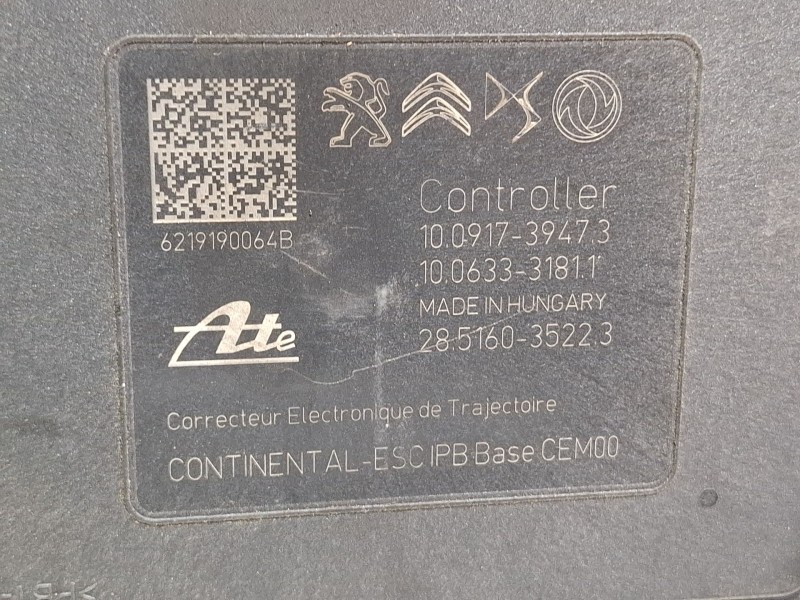 6219190064B
Controller
10.0917-3947.3
10.0633-3181.1
MADE IN HUNGARY
28.5160-3522.3
Ate
Correcteur Electronique de Trajectoire
CONTINENTAL-ESC IPB Base CEM00